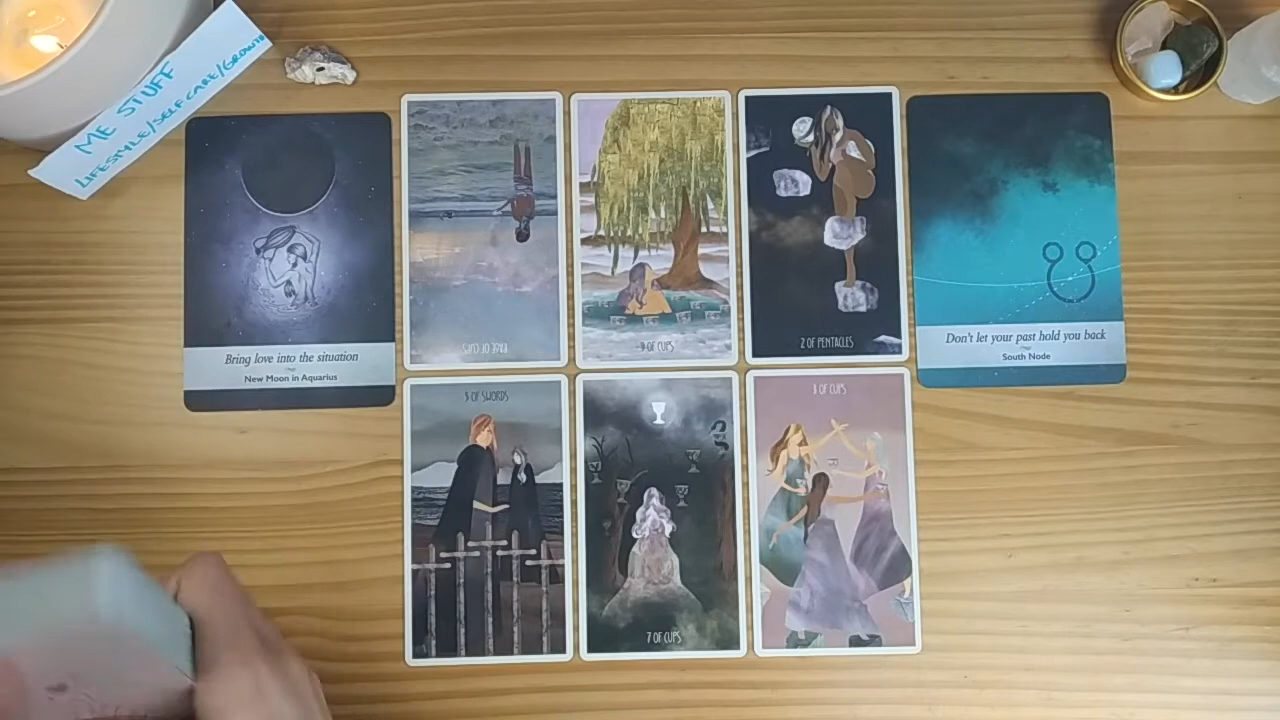 ME STUFF
LIFESTYLE/SELF CARE/GROWTH
Bring love into the situation
New Moon in Aquarius
PAGE OF CUPS
9 OF CUPS
2 OF PENTACLES
Don't let your past hold you back
South Node
5 OF SWORDS
7 OF CUPS
3 OF CUPS